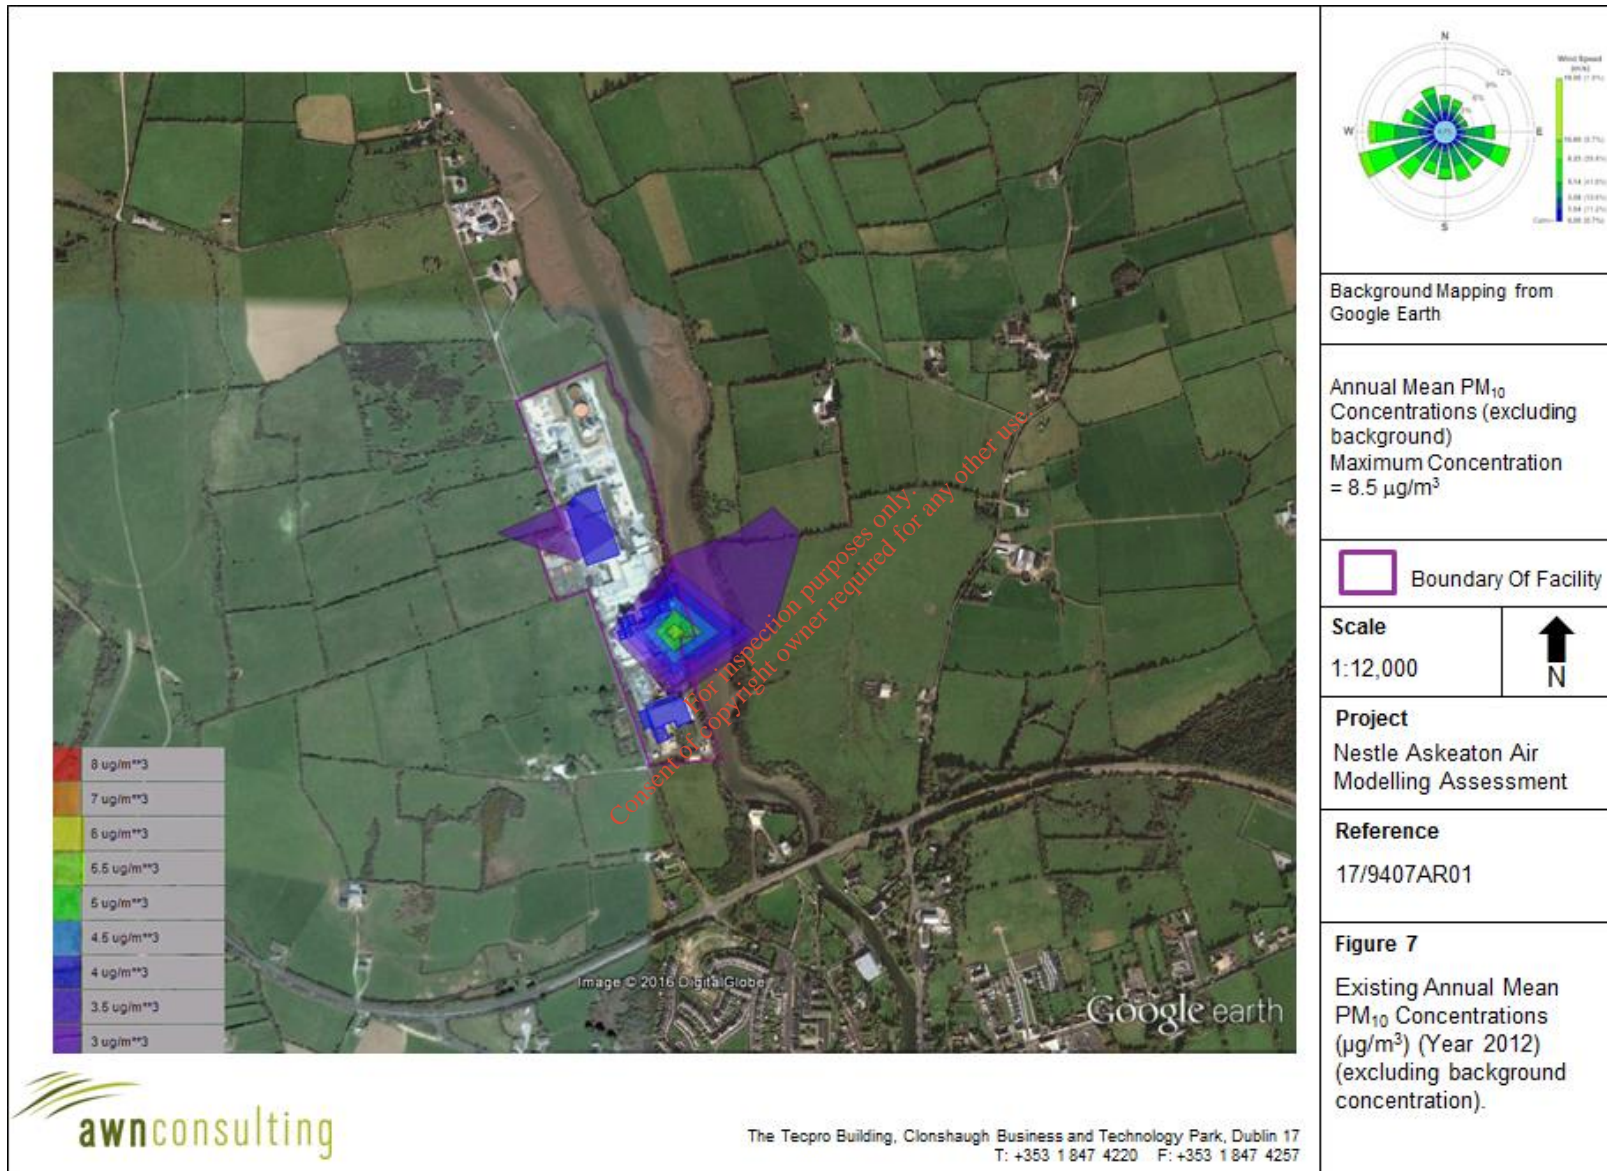 N
12%
9%
6%
W
E
S
Wind Speed
(m/s)
Calm
Background Mapping from
Google Earth
Annual Mean PM₁₀
Concentrations (excluding
background)
Maximum Concentration
= 8.5 µg/m³
Boundary Of Facility
Scale
1:12,000
N
Project
Nestle Askeaton Air
Modelling Assessment
Reference
17/9407AR01
Figure 7
Existing Annual Mean
PM₁₀ Concentrations
(µg/m³) (Year 2012)
(excluding background
concentration).
For inspection purposes only.
Consent of copyright owner required for any other use.
8 ug/m**3
7 ug/m**3
6 ug/m**3
5.5 ug/m**3
5 ug/m**3
4.5 ug/m**3
4 ug/m**3
3.5 ug/m**3
3 ug/m**3
Image © 2016 DigitalGlobe
Google earth
awnconsulting
The Tecpro Building, Clonshaugh Business and Technology Park, Dublin 17
T: +353 1 847 4220 F: +353 1 847 4257